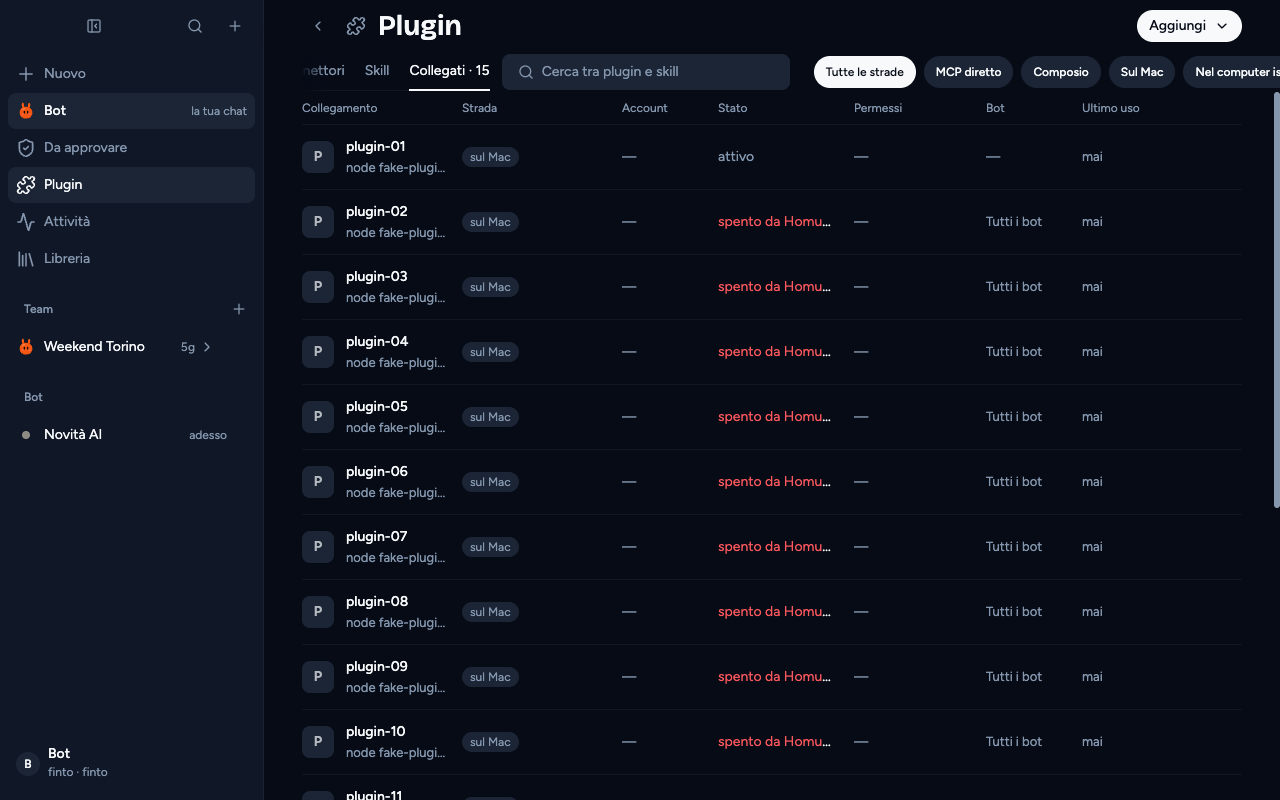 Plugin
Aggiungi
Nuovo
Bot la tua chat
Da approvare
Plugin
Attività
Libreria
Team
Weekend Torino 5g
Bot
Novità AI adesso
B Bot
finto · finto
nettori Skill Collegati · 15 Cerca tra plugin e skill Tutte le strade MCP diretto Composio Sul Mac Nel computer is
Collegamento Strada Account Stato Permessi Bot Ultimo uso
P plugin-01 sul Mac — attivo — — mai
node fake-plugi...
P plugin-02 sul Mac — spento da Homu... — Tutti i bot mai
node fake-plugi...
P plugin-03 sul Mac — spento da Homu... — Tutti i bot mai
node fake-plugi...
P plugin-04 sul Mac — spento da Homu... — Tutti i bot mai
node fake-plugi...
P plugin-05 sul Mac — spento da Homu... — Tutti i bot mai
node fake-plugi...
P plugin-06 sul Mac — spento da Homu... — Tutti i bot mai
node fake-plugi...
P plugin-07 sul Mac — spento da Homu... — Tutti i bot mai
node fake-plugi...
P plugin-08 sul Mac — spento da Homu... — Tutti i bot mai
node fake-plugi...
P plugin-09 sul Mac — spento da Homu... — Tutti i bot mai
node fake-plugi...
P plugin-10 sul Mac — spento da Homu... — Tutti i bot mai
node fake-plugi...
plugin-11